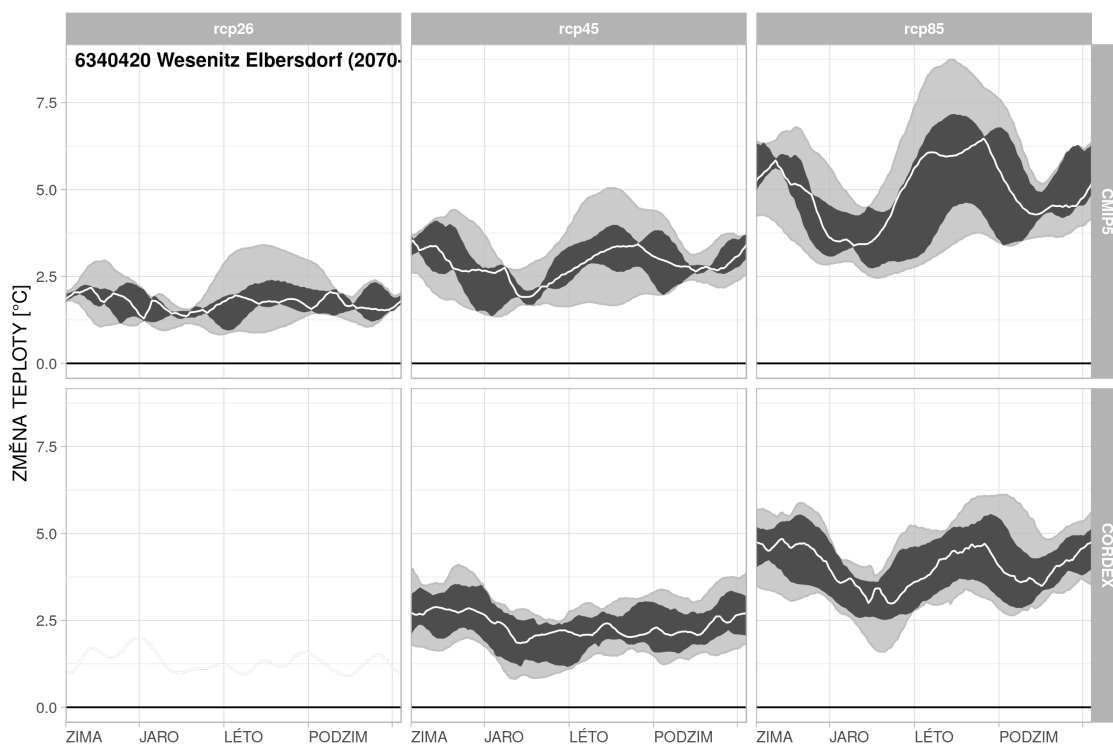 rcp26 rcp45 rcp85
6340420 Wesenitz Elbersdorf (2070-
CMIP5
7.5
5.0
2.5
0.0
ZMĚNA TEPLOTY [°C]
CORDEX
7.5
5.0
2.5
0.0
ZIMA JARO LÉTO PODZIM ZIMA JARO LÉTO PODZIM ZIMA JARO LÉTO PODZIM